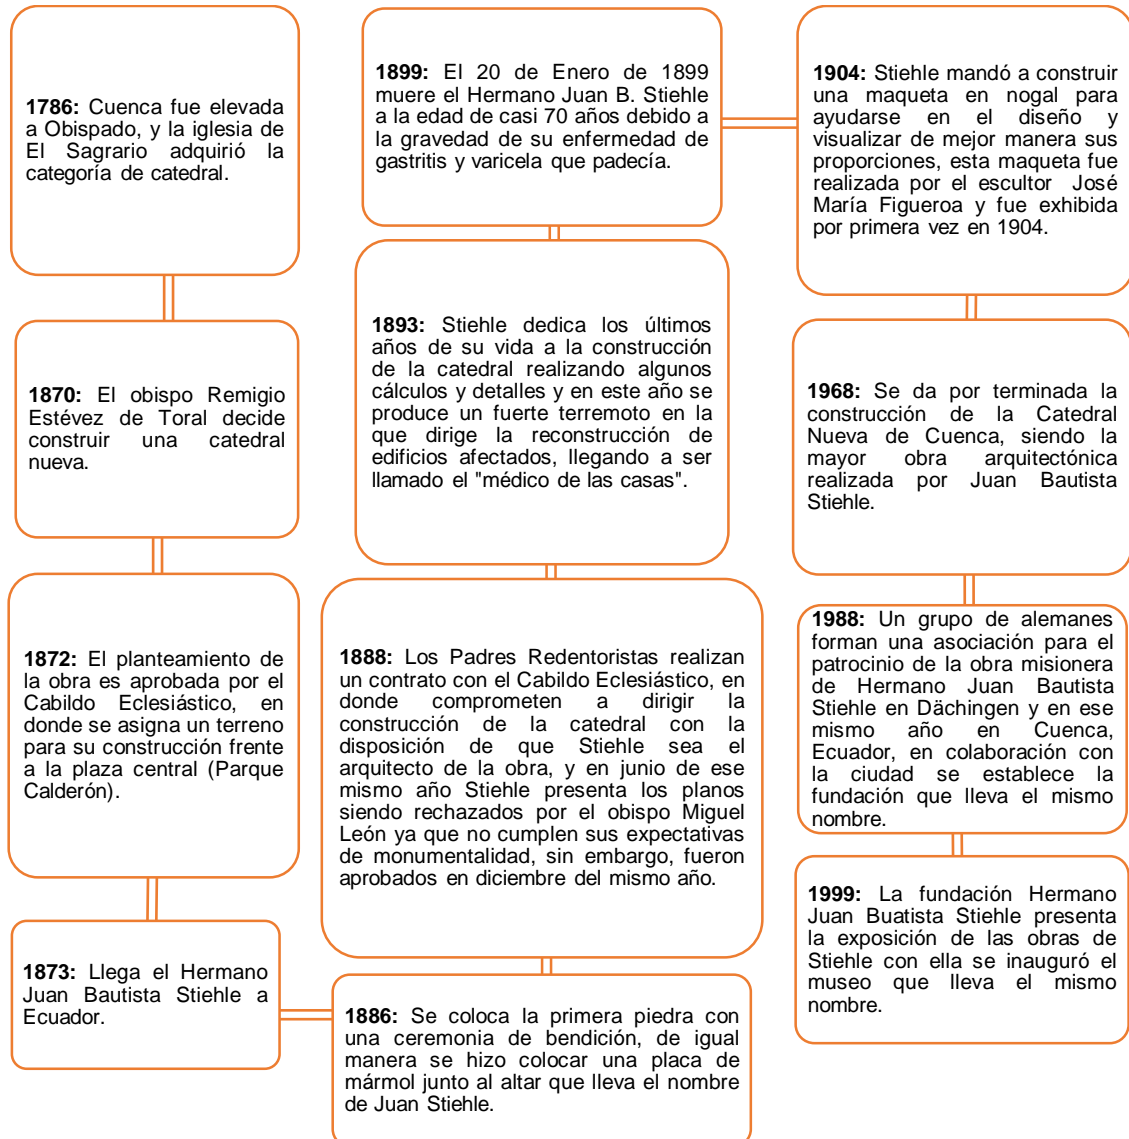 1786: Cuenca fue elevada
a Obispado, y la iglesia de
El Sagrario adquirió la
categoría de catedral.
1870: El obispo Remigio
Estévez de Toral decide
construir una catedral
nueva.
1872: El planteamiento de
la obra es aprobada por el
Cabildo Eclesiástico, en
donde se asigna un terreno
para su construcción frente
a la plaza central (Parque
Calderón).
1873: Llega el Hermano
Juan Bautista Stiehle a
Ecuador.
1886: Se coloca la primera piedra con
una ceremonia de bendición, de igual
manera se hizo colocar una placa de
mármol junto al altar que lleva el nombre
de Juan Stiehle.
1888: Los Padres Redentoristas realizan
un contrato con el Cabildo Eclesiástico, en
donde comprometen a dirigir la
construcción de la catedral con la
disposición de que Stiehle sea el
arquitecto de la obra, y en junio de ese
mismo año Stiehle presenta los planos
siendo rechazados por el obispo Miguel
León ya que no cumplen sus expectativas
de monumentalidad, sin embargo, fueron
aprobados en diciembre del mismo año.
1893: Stiehle dedica los últimos
años de su vida a la construcción
de la catedral realizando algunos
cálculos y detalles y en este año se
produce un fuerte terremoto en la
que dirige la reconstrucción de
edificios afectados, llegando a ser
llamado el "médico de las casas".
1899: El 20 de Enero de 1899
muere el Hermano Juan B. Stiehle
a la edad de casi 70 años debido a
la gravedad de su enfermedad de
gastritis y varicela que padecía.
1904: Stiehle mandó a construir
una maqueta en nogal para
ayudarse en el diseño y
visualizar de mejor manera sus
proporciones, esta maqueta fue
realizada por el escultor José
María Figueroa y fue exhibida
por primera vez en 1904.
1968: Se da por terminada la
construcción de la Catedral
Nueva de Cuenca, siendo la
mayor obra arquitectónica
realizada por Juan Bautista
Stiehle.
1988: Un grupo de alemanes
forman una asociación para el
patrocinio de la obra misionera
de Hermano Juan Bautista
Stiehle en Dächingen y en ese
mismo año en Cuenca,
Ecuador, en colaboración con
la ciudad se establece la
fundación que lleva el mismo
nombre.
1999: La fundación Hermano
Juan Buatista Stiehle presenta
la exposición de las obras de
Stiehle con ella se inauguró el
museo que lleva el mismo
nombre.